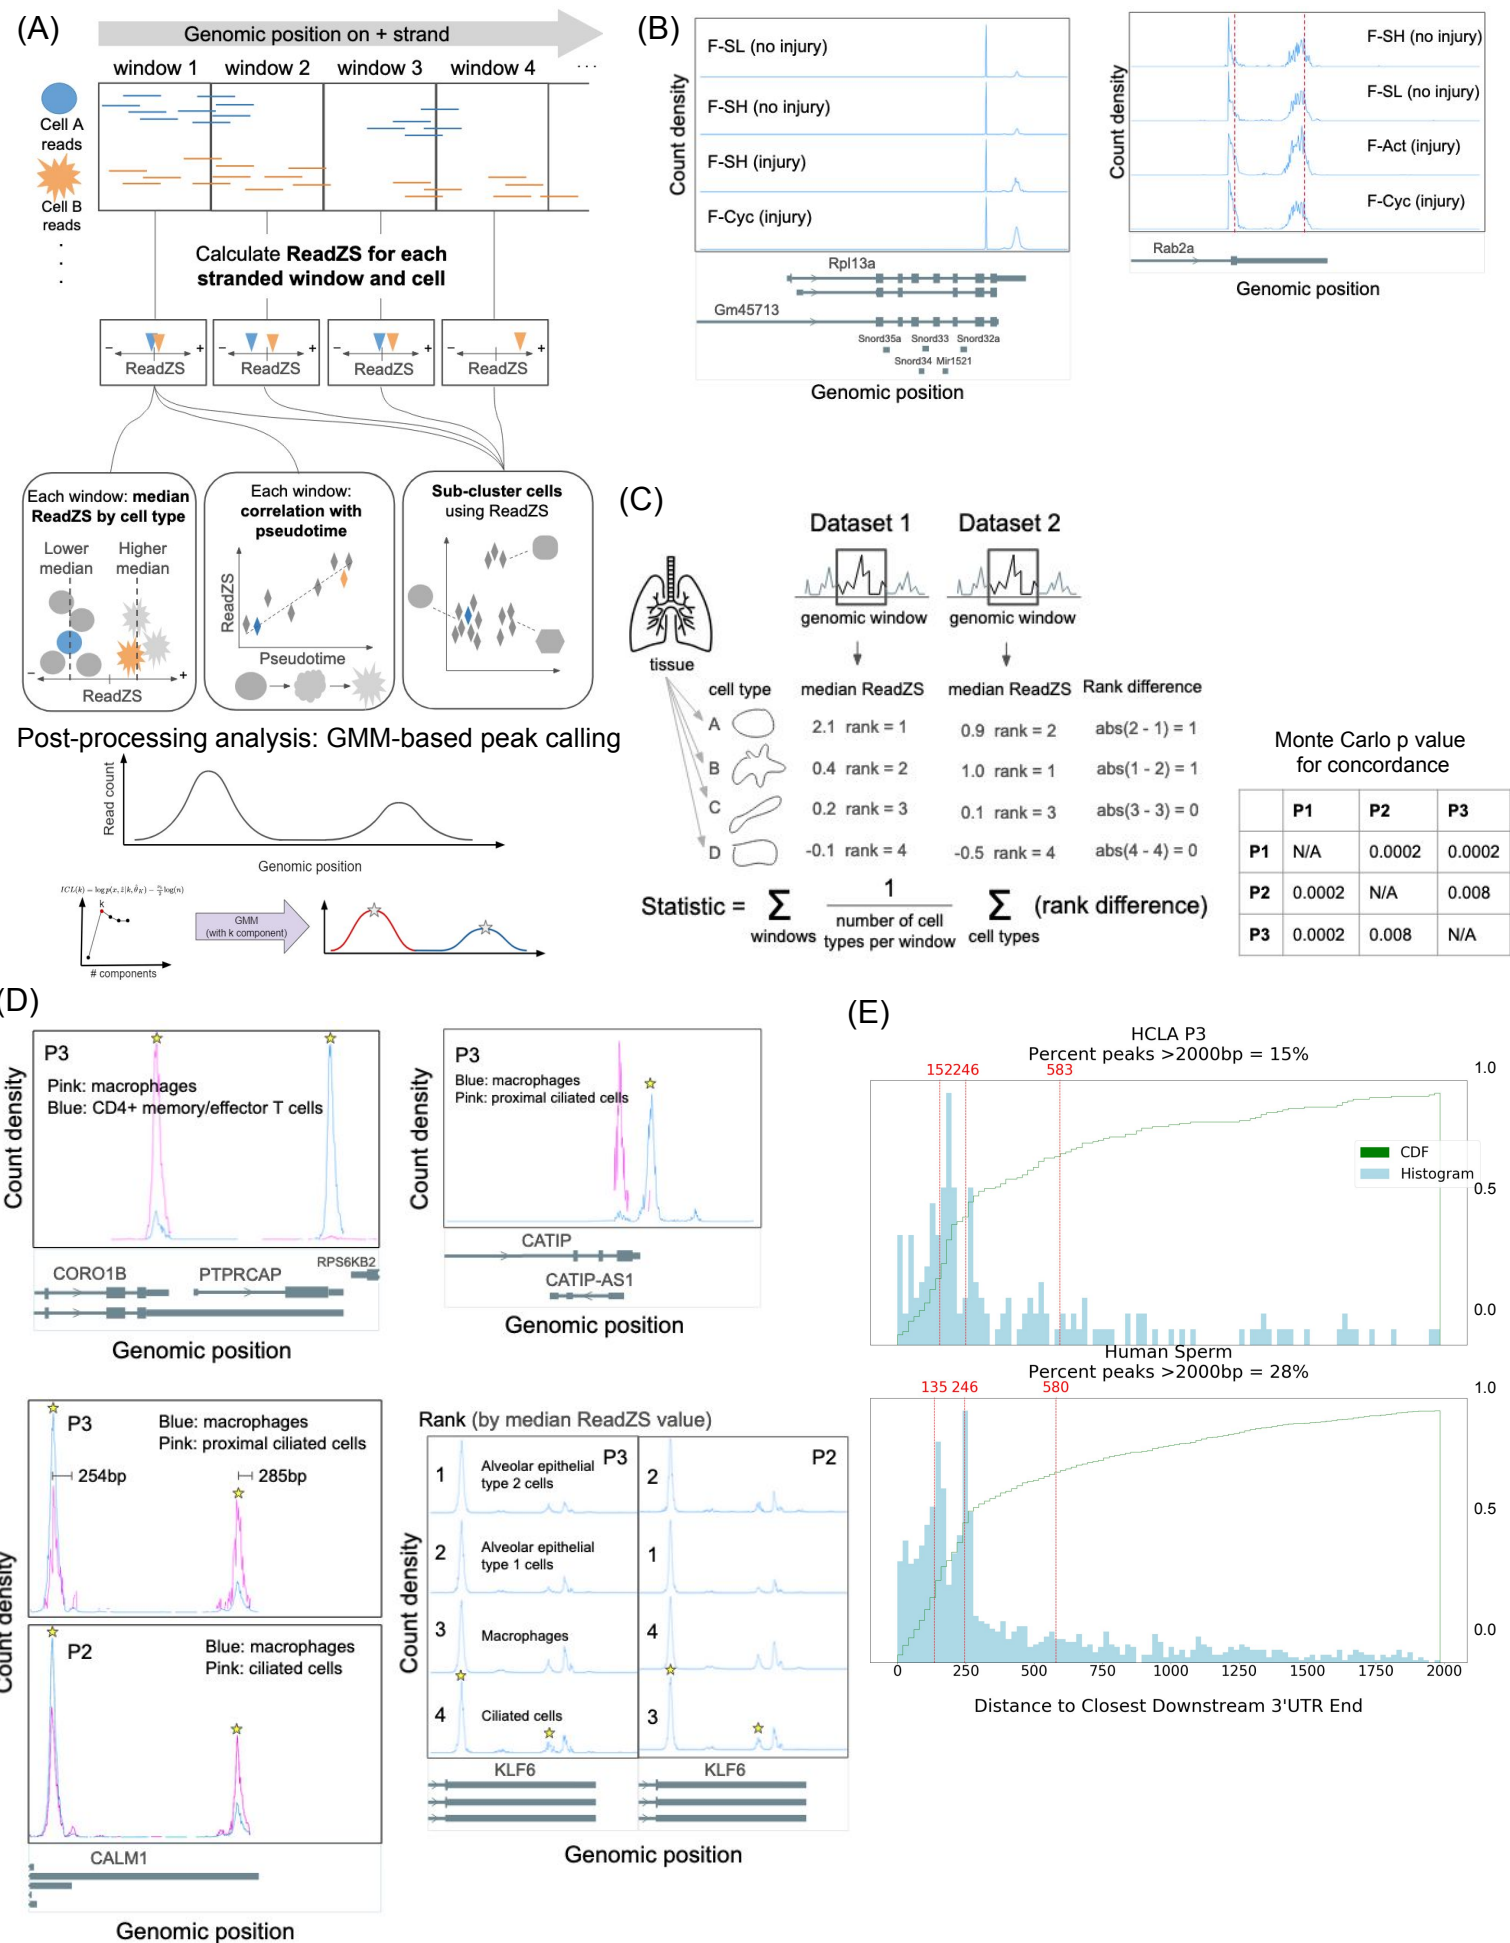 (A)
Genomic position on + strand
window 1 window 2 window 3 window 4 ...
Cell A
reads
Cell B
reads
.
.
.
Calculate ReadZS for each
stranded window and cell
- + - + - + - +
ReadZS ReadZS ReadZS ReadZS
Each window: median
ReadZS by cell type
Lower
median
Higher
median
- +
ReadZS
Each window:
correlation with
pseudotime
ReadZS
Pseudotime
Sub-cluster cells
using ReadZS
Post-processing analysis: GMM-based peak calling
Read count
Genomic position
k
# components
GMM
(with k component)
(B)
Count density
F-SL (no injury)
F-SH (no injury)
F-SH (injury)
F-Cyc (injury)
Rpl13a
Gm45713
Snord35a Snord33 Snord32a
Snord34 Mir1521
Genomic position
Count density
F-SH (no injury)
F-SL (no injury)
F-Act (injury)
F-Cyc (injury)
Rab2a
Genomic position
(C)
Dataset 1 Dataset 2
genomic window genomic window
tissue
cell type median ReadZS median ReadZS Rank difference
A 2.1 rank = 1 0.9 rank = 2 abs(2 - 1) = 1
B 0.4 rank = 2 1.0 rank = 1 abs(1 - 2) = 1
C 0.2 rank = 3 0.1 rank = 3 abs(3 - 3) = 0
D -0.1 rank = 4 -0.5 rank = 4 abs(4 - 4) = 0
Statistic = Σ 1 Σ (rank difference)
windows number of cell types per window cell types
Monte Carlo p value
for concordance
P1 P2 P3
P1 N/A 0.0002 0.0002
P2 0.0002 N/A 0.008
P3 0.0002 0.008 N/A
(D)
Count density
P3
Pink: macrophages
Blue: CD4+ memory/effector T cells
CORO1B PTPRCAP RPS6KB2
Genomic position
Count density
P3
Blue: macrophages
Pink: proximal ciliated cells
CATIP
CATIP-AS1
Genomic position
Count density
P3
Blue: macrophages
Pink: proximal ciliated cells
254bp 285bp
P2
Blue: macrophages
Pink: ciliated cells
CALM1
Genomic position
Rank (by median ReadZS value)
Count density
P3 P2
1 Alveolar epithelial
type 2 cells
2
2 Alveolar epithelial
type 1 cells
1
3 Macrophages 4
4 Ciliated cells 3
KLF6 KLF6
Genomic position
(E)
HCLA P3
Percent peaks >2000bp = 15%
152 246 583
1.0
0.5
0.0
CDF
Histogram
Human Sperm
Percent peaks >2000bp = 28%
135 246 580
1.0
0.5
0.0
0 250 500 750 1000 1250 1500 1750 2000
Distance to Closest Downstream 3'UTR End